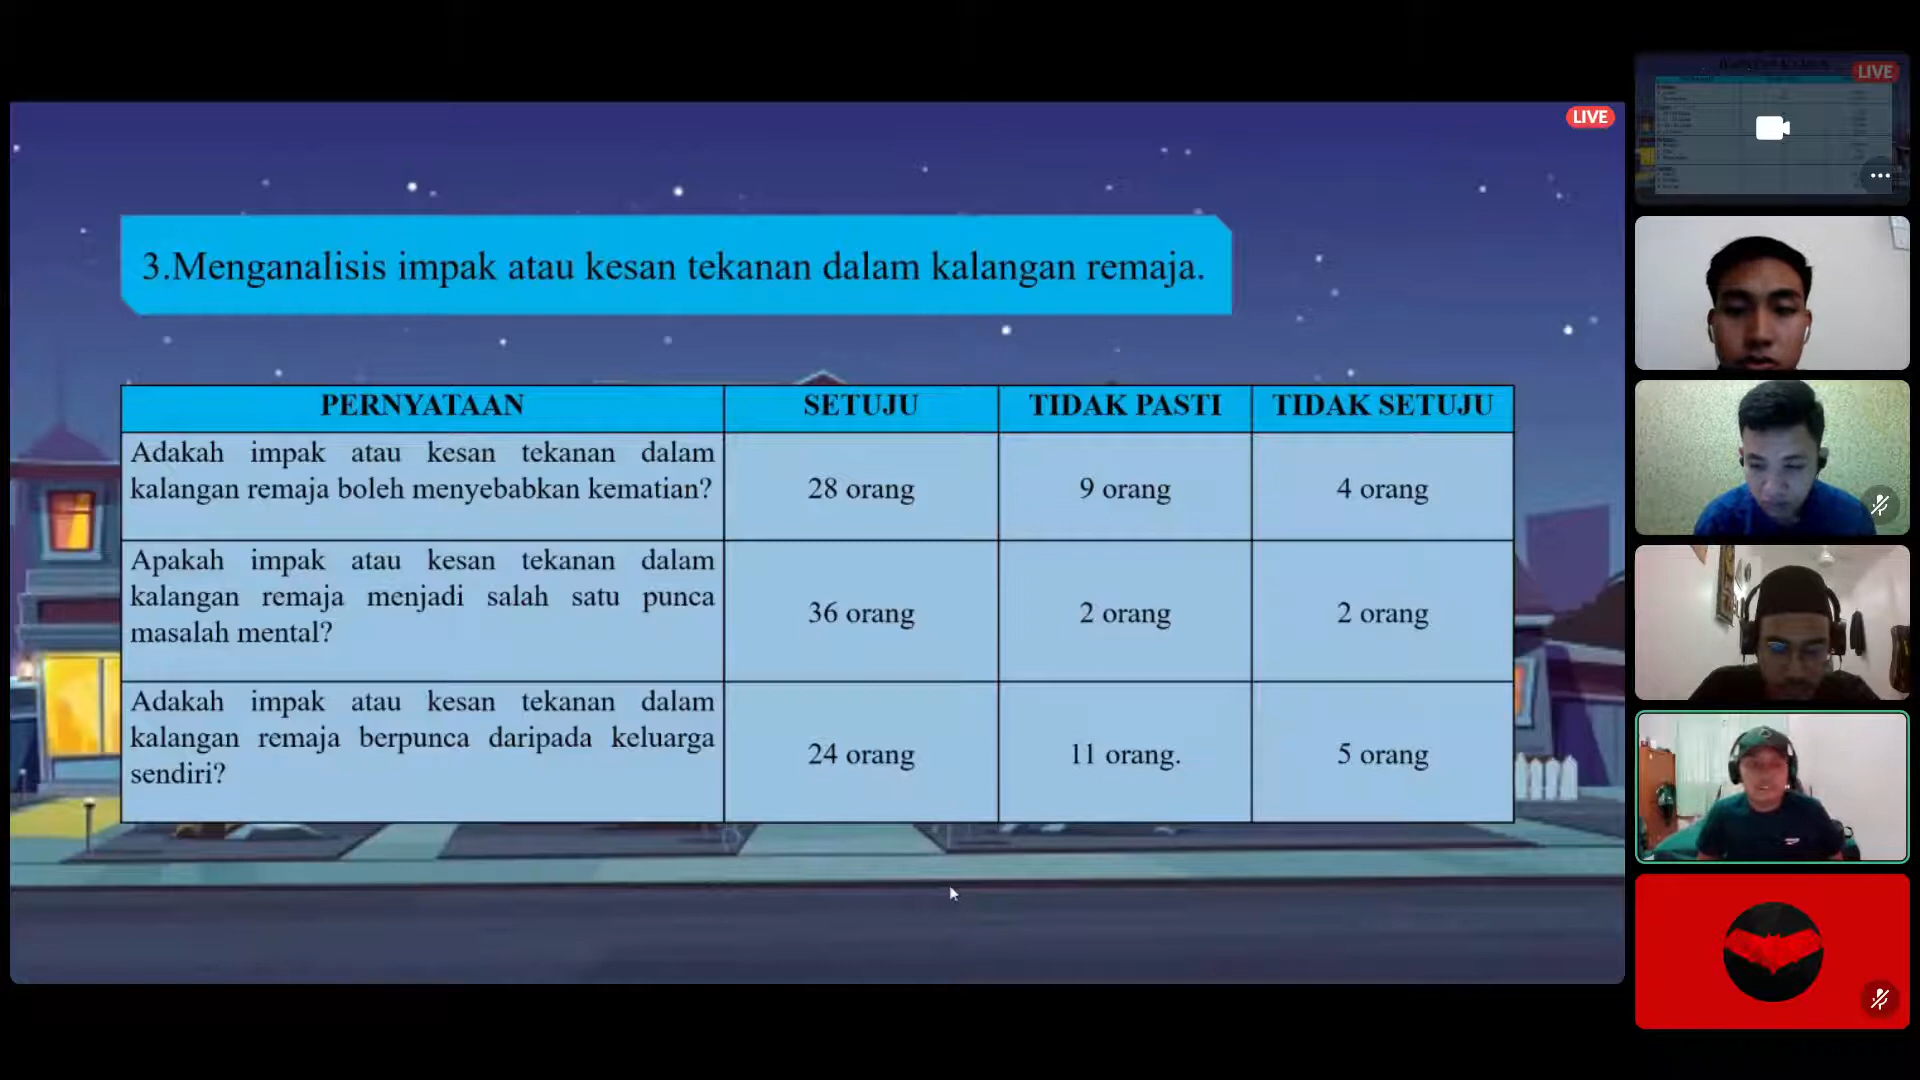 LIVE
3.Menganalisis impak atau kesan tekanan dalam kalangan remaja.
PERNYATAAN SETUJU TIDAK PASTI TIDAK SETUJU
Adakah impak atau kesan tekanan dalam
kalangan remaja boleh menyebabkan kematian?
28 orang 9 orang 4 orang
Apakah impak atau kesan tekanan dalam
kalangan remaja menjadi salah satu punca
masalah mental?
36 orang 2 orang 2 orang
Adakah impak atau kesan tekanan dalam
kalangan remaja berpunca daripada keluarga
sendiri?
24 orang 11 orang. 5 orang
LIVE